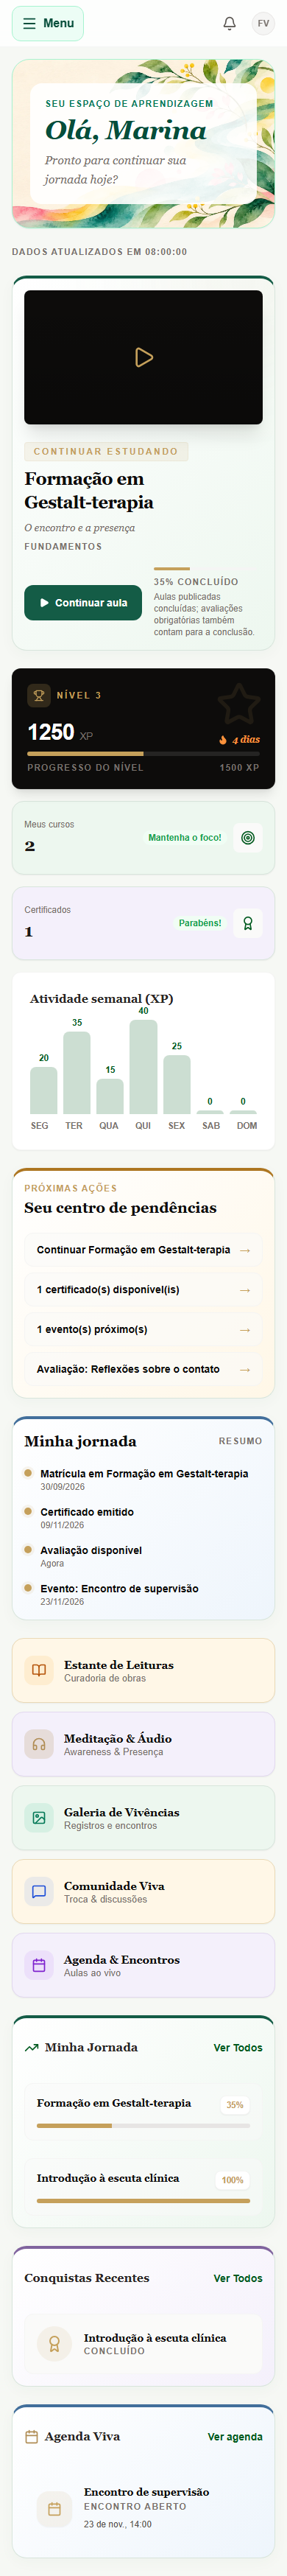 Menu
FV
SEU ESPAÇO DE APRENDIZAGEM
Olá, Marina
Pronto para continuar sua
jornada hoje?
DADOS ATUALIZADOS EM 08:00:00
CONTINUAR ESTUDANDO
Formação em
Gestalt-terapia
O encontro e a presença
FUNDAMENTOS
Continuar aula
35% CONCLUÍDO
Aulas publicadas
concluídas; avaliações
obrigatórias também
contam para a conclusão.
NÍVEL 3
1250 XP
4 dias
PROGRESSO DO NÍVEL
1500 XP
Meus cursos
2
Mantenha o foco!
Certificados
1
Parabéns!
Atividade semanal (XP)
20
35
15
40
25
0
0
SEG
TER
QUA
QUI
SEX
SAB
DOM
PRÓXIMAS AÇÕES
Seu centro de pendências
Continuar Formação em Gestalt-terapia →
1 certificado(s) disponível(is) →
1 evento(s) próximo(s) →
Avaliação: Reflexões sobre o contato →
Minha jornada
RESUMO
Matrícula em Formação em Gestalt-terapia
30/09/2026
Certificado emitido
09/11/2026
Avaliação disponível
Agora
Evento: Encontro de supervisão
23/11/2026
Estante de Leituras
Curadoria de obras
Meditação & Áudio
Awareness & Presença
Galeria de Vivências
Registros e encontros
Comunidade Viva
Troca & discussões
Agenda & Encontros
Aulas ao vivo
Minha Jornada
Ver Todos
Formação em Gestalt-terapia
35%
Introdução à escuta clínica
100%
Conquistas Recentes
Ver Todos
Introdução à escuta clínica
CONCLUÍDO
Agenda Viva
Ver agenda
Encontro de supervisão
ENCONTRO ABERTO
23 de nov., 14:00